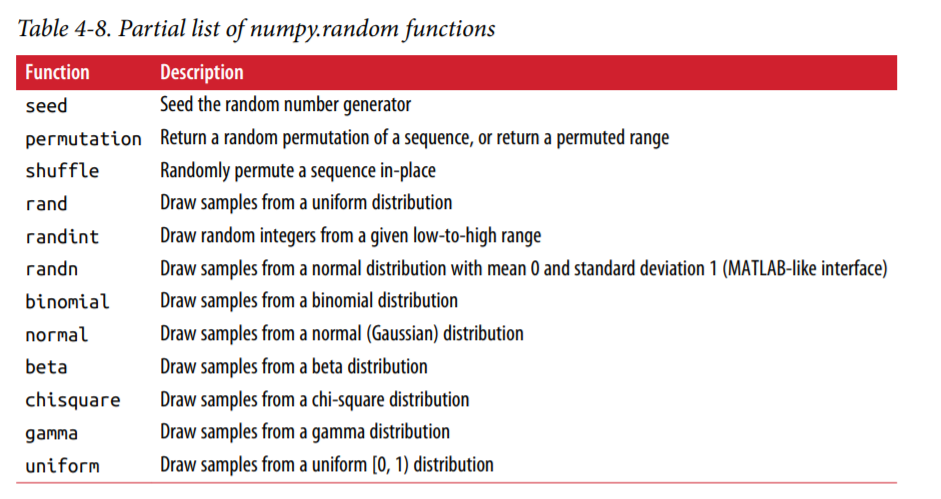 Table 4-8. Partial list of numpy.random functions
Function Description
seed Seed the random number generator
permutation Return a random permutation of a sequence, or return a permuted range
shuffle Randomly permute a sequence in-place
rand Draw samples from a uniform distribution
randint Draw random integers from a given low-to-high range
randn Draw samples from a normal distribution with mean 0 and standard deviation 1 (MATLAB-like interface)
binomial Draw samples from a binomial distribution
normal Draw samples from a normal (Gaussian) distribution
beta Draw samples from a beta distribution
chisquare Draw samples from a chi-square distribution
gamma Draw samples from a gamma distribution
uniform Draw samples from a uniform [0, 1) distribution